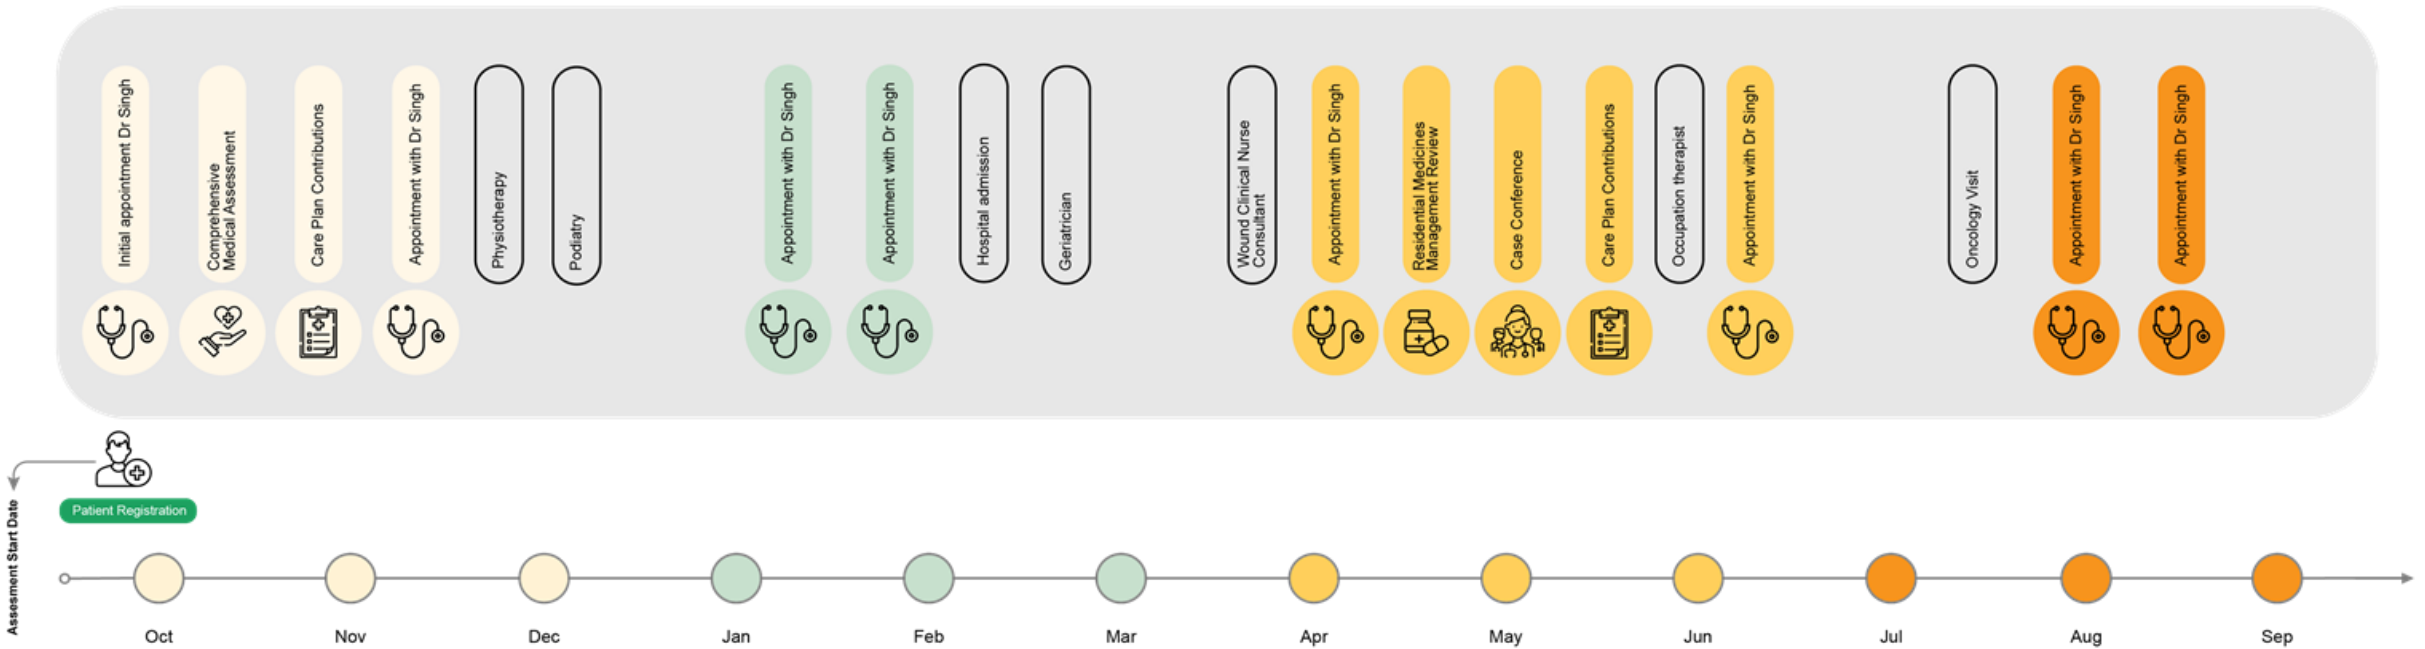 Initial appointment Dr Singh
Comprehensive
Medical Assessment
Care Plan Contributions
Appointment with Dr Singh
Physiotherapy
Podiatry
Appointment with Dr Singh
Appointment with Dr Singh
Hospital admission
Geriatrician
Wound Clinical Nurse
Consultant
Appointment with Dr Singh
Residential Medicines
Management Review
Case Conference
Care Plan Contributions
Occupation therapist
Appointment with Dr Singh
Oncology Visit
Appointment with Dr Singh
Appointment with Dr Singh
Patient Registration
Assesment Start Date
Oct
Nov
Dec
Jan
Feb
Mar
Apr
May
Jun
Jul
Aug
Sep